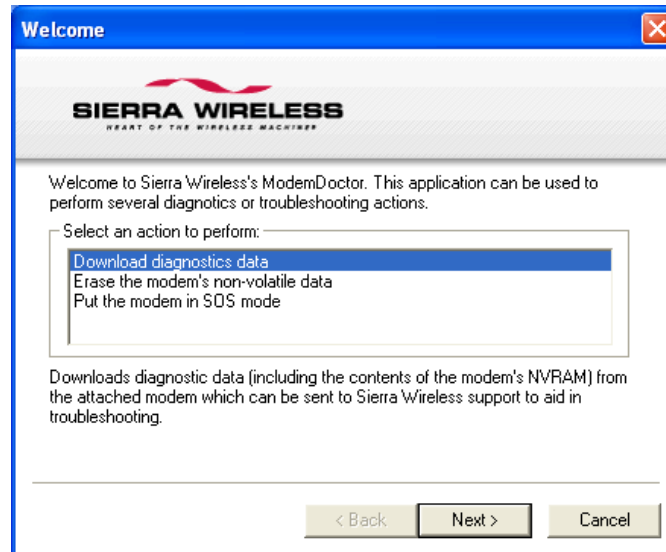 Welcome
SIERRA WIRELESS
HEART OF THE WIRELESS MACHINE®
Welcome to Sierra Wireless's ModemDoctor. This application can be used to
perform several diagnotics or troubleshooting actions.
Select an action to perform:
Download diagnostics data
Erase the modem's non-volatile data
Put the modem in SOS mode
Downloads diagnostic data (including the contents of the modem's NVRAM) from
the attached modem which can be sent to Sierra Wireless support to aid in
troubleshooting.
< Back
Next >
Cancel